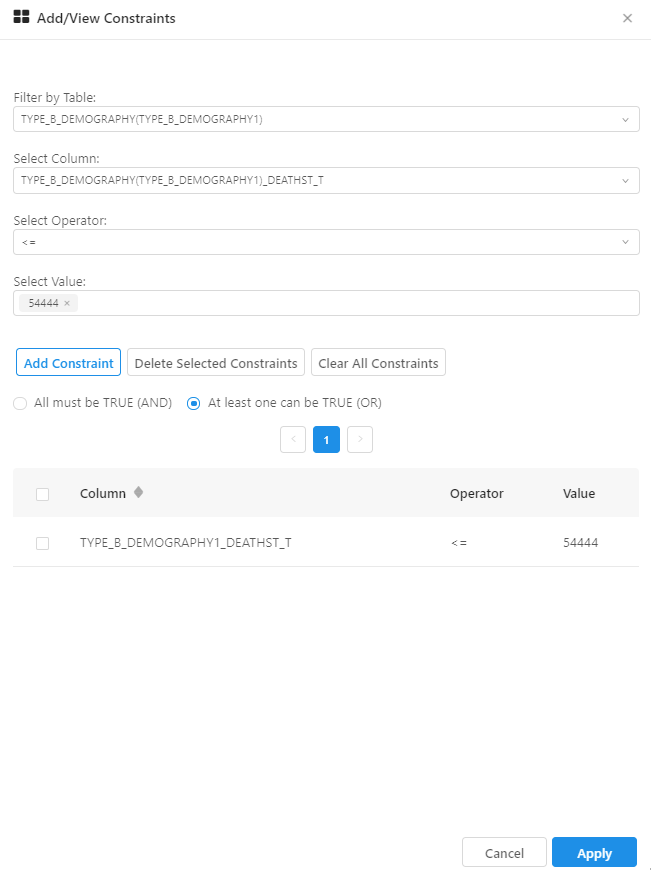 Add/View Constraints ×
Filter by Table:
TYPE_B_DEMOGRAPHY(TYPE_B_DEMOGRAPHY1)
Select Column:
TYPE_B_DEMOGRAPHY(TYPE_B_DEMOGRAPHY1)_DEATHST_T
Select Operator:
<=
Select Value:
54444 ×
Add Constraint Delete Selected Constraints Clear All Constraints
All must be TRUE (AND) At least one can be TRUE (OR)
< 1 >
Column Operator Value
TYPE_B_DEMOGRAPHY1_DEATHST_T <= 54444
Cancel Apply